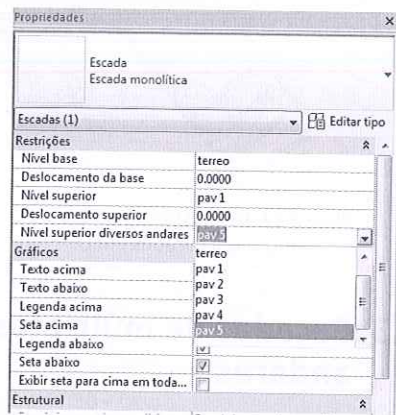 Propriedades
Escada
Escada monolítica
Escadas (1)
Editar tipo
Restrições
Nível base terreo
Deslocamento da base 0.0000
Nível superior pav 1
Deslocamento superior 0.0000
Nível superior diversos andares pav 5
Gráficos terreo
Texto acima pav 1
Texto abaixo pav 2
Legenda acima pav 3
pav 4
Seta acima pav 5
Legenda abaixo
Seta abaixo
Exibir seta para cima em toda...
Estrutural